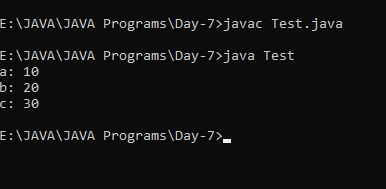 E:\JAVA\JAVA Programs\Day-7>javac Test.java
E:\JAVA\JAVA Programs\Day-7>java Test
a: 10
b: 20
c: 30
E:\JAVA\JAVA Programs\Day-7>